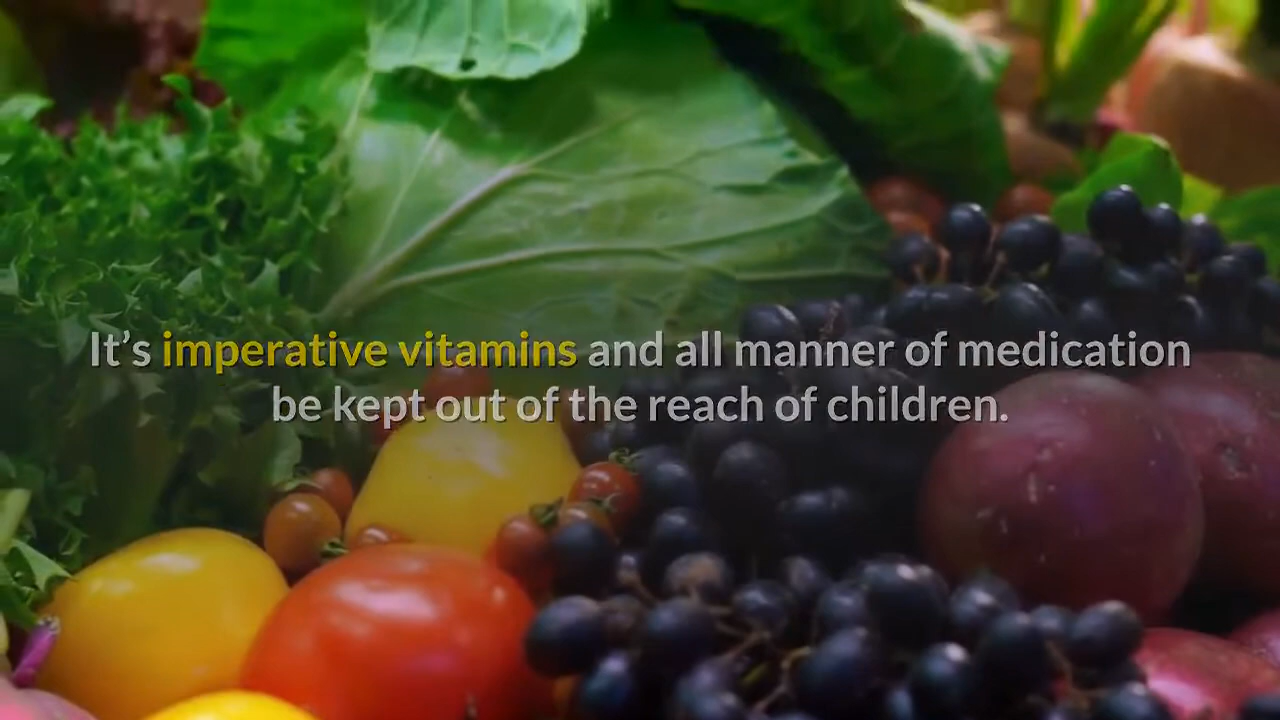 It’s imperative vitamins and all manner of medication
be kept out of the reach of children.